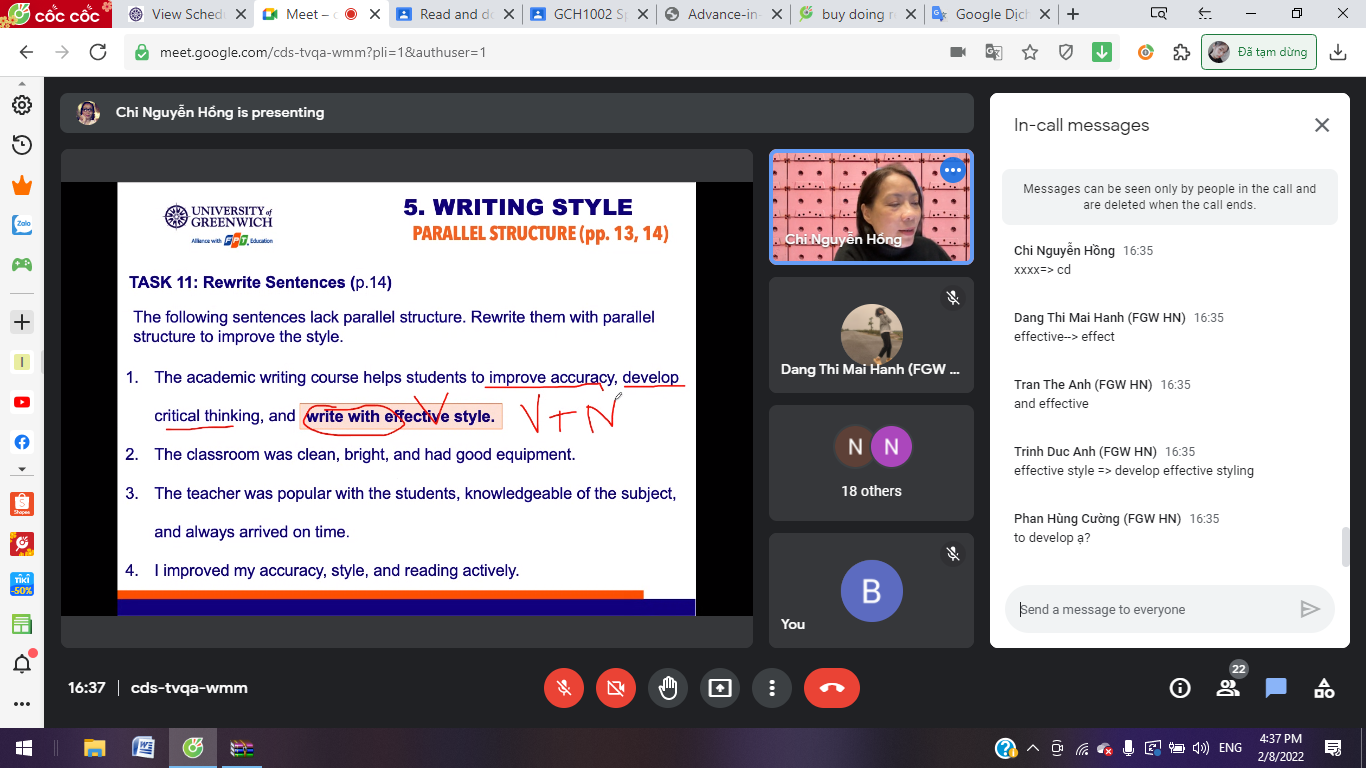 CỐC CỐC
View Sched
Meet – c
Read and do
GCH1002 Sp
Advance-in-
buy doing r
Google Dịch
meet.google.com/cds-tvqa-wmm?pli=1&authuser=1
Đã tạm dừng
Chi Nguyễn Hồng is presenting
UNIVERSITY of
GREENWICH
Alliance with FPT Education
5. WRITING STYLE
PARALLEL STRUCTURE (pp. 13, 14)
TASK 11: Rewrite Sentences (p.14)
The following sentences lack parallel structure. Rewrite them with parallel
structure to improve the style.
1. The academic writing course helps students to improve accuracy, develop
critical thinking, and write with effective style.
V V+N
2. The classroom was clean, bright, and had good equipment.
3. The teacher was popular with the students, knowledgeable of the subject,
and always arrived on time.
4. I improved my accuracy, style, and reading actively.
Chi Nguyễn Hồng
Dang Thi Mai Hanh (FGW ...
N N
18 others
B
You
In-call messages
Messages can be seen only by people in the call and
are deleted when the call ends.
Chi Nguyễn Hồng 16:35
xxxx=> cd
Dang Thi Mai Hanh (FGW HN) 16:35
effective--> effect
Tran The Anh (FGW HN) 16:35
and effective
Trinh Duc Anh (FGW HN) 16:35
effective style => develop effective styling
Phan Hùng Cường (FGW HN) 16:35
to develop ạ?
Send a message to everyone
16:37 | cds-tvqa-wmm
22
Zalo
I
Shopee
TIKI
-50%
ENG
4:37 PM
2/8/2022